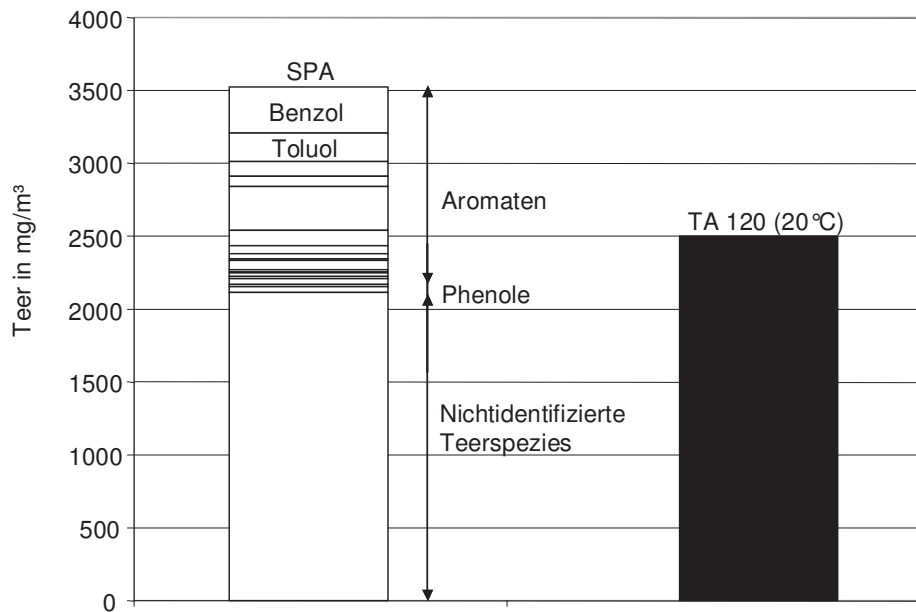 4000
3500
3000
2500
2000
1500
1000
500
0
Teer in mg/m³
SPA
Benzol
Toluol
Aromaten
Phenole
Nichtidentifizierte
Teerspezies
TA 120 (20°C)